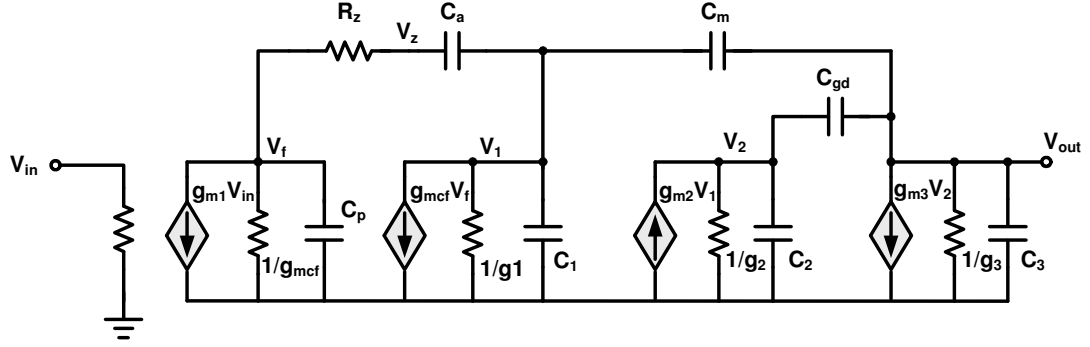 R_z
V_z
C_a
C_m
C_gd
V_in
V_f
V_1
V_2
V_out
g_m1V_in
C_p
g_mcfV_f
g_m2V_1
g_m3V_2
1/g_mcf
1/g1
C_1
1/g_2
C_2
1/g_3
C_3